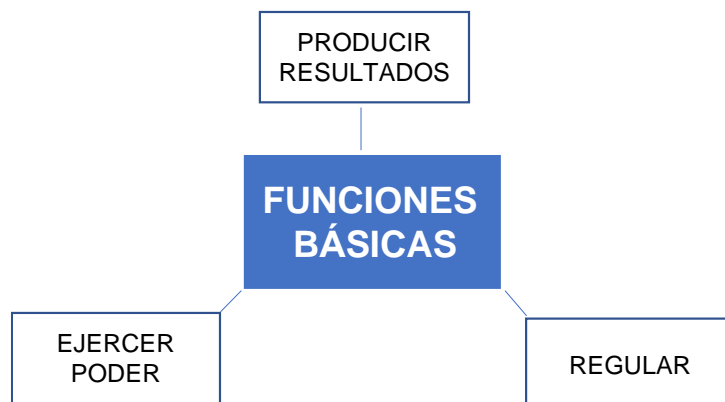 PRODUCIR
RESULTADOS
FUNCIONES
BÁSICAS
EJERCER
PODER
REGULAR